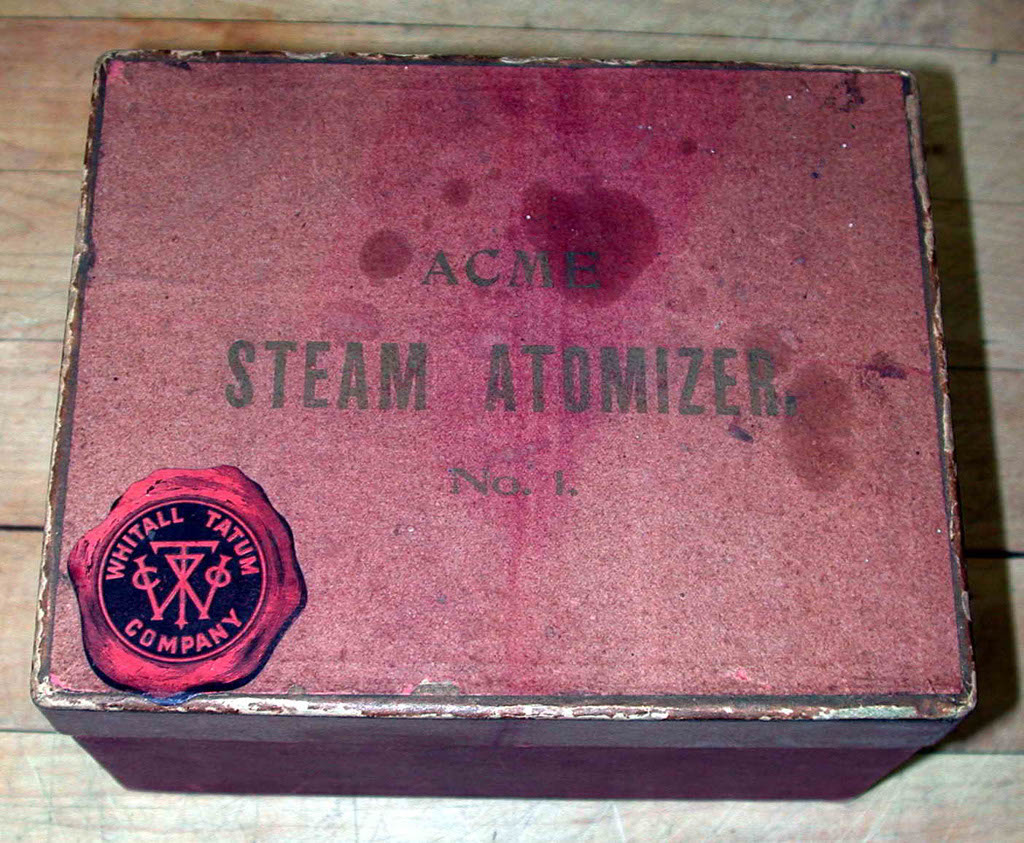 ACME
STEAM ATOMIZER.
No. 1.
WHITALL TATUM
COMPANY